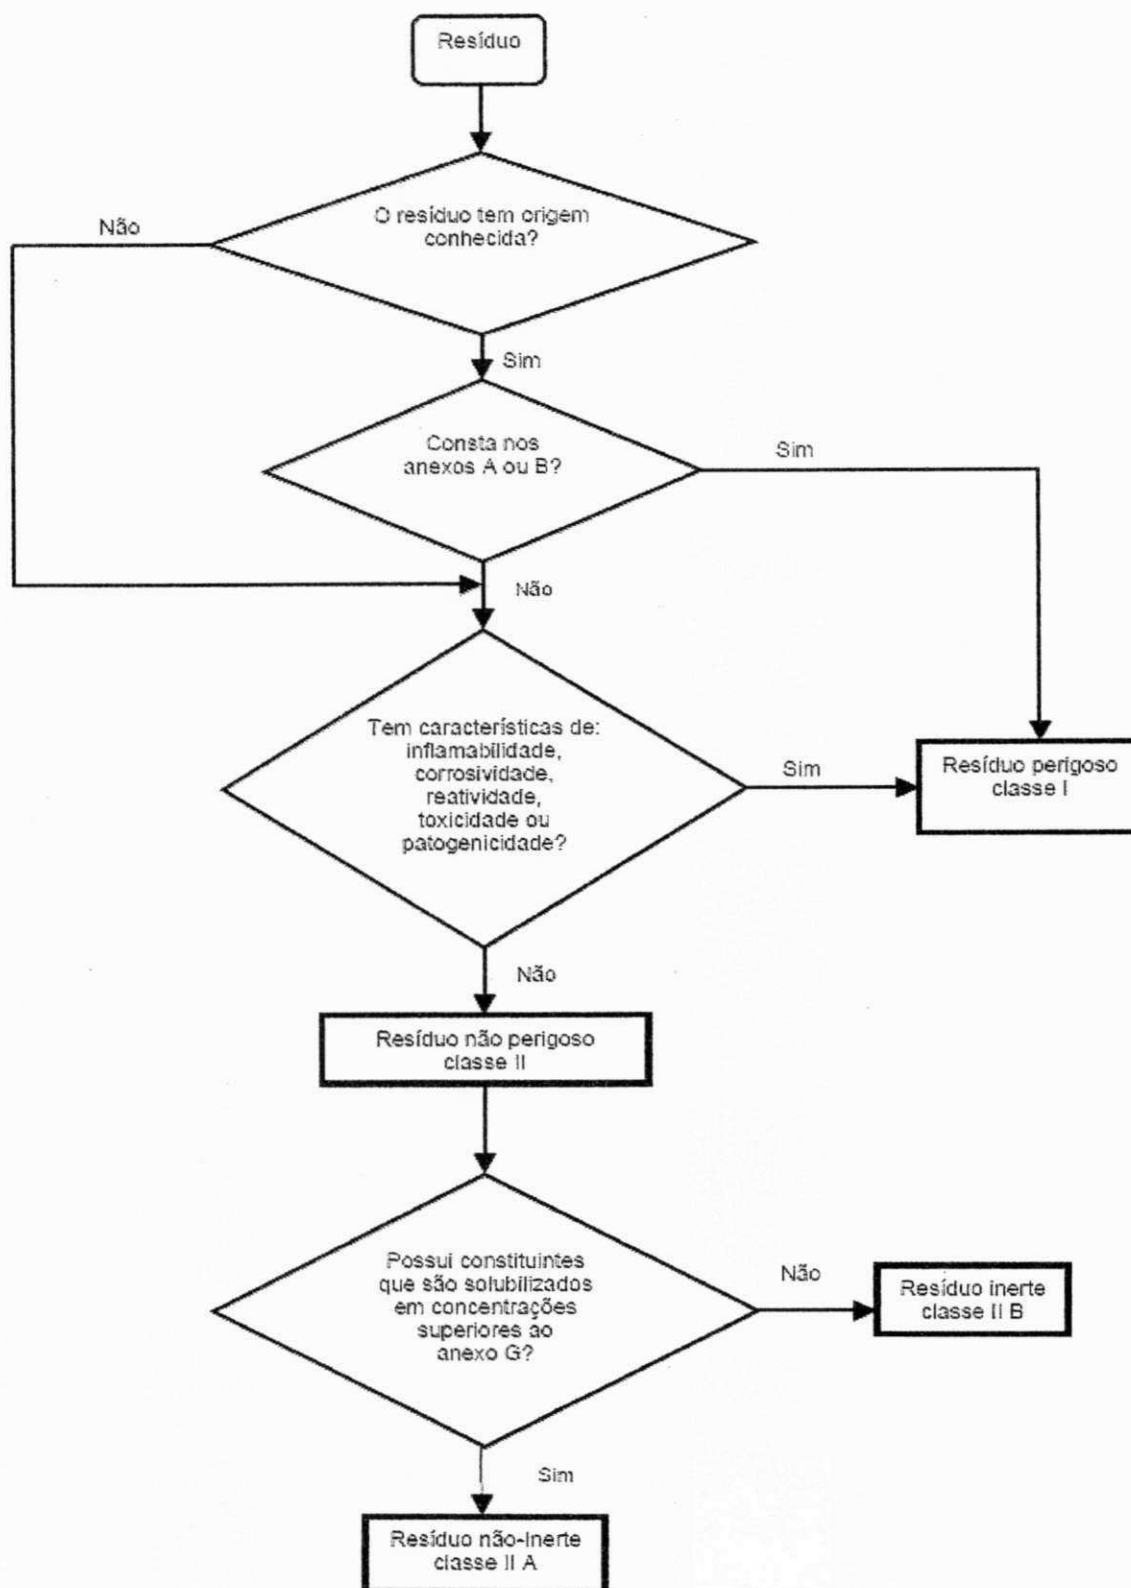 Resíduo
O resíduo tem origem
conhecida?
Não
Sim
Consta nos
anexos A ou B?
Sim
Não
Tem características de:
inflamabilidade,
corrosividade,
reatividade,
toxicidade ou
patogenicidade?
Sim
Resíduo perigoso
classe I
Não
Resíduo não perigoso
classe II
Possui constituintes
que são solubilizados
em concentrações
superiores ao
anexo G?
Não
Resíduo inerte
classe II B
Sim
Resíduo não-inerte
classe II A